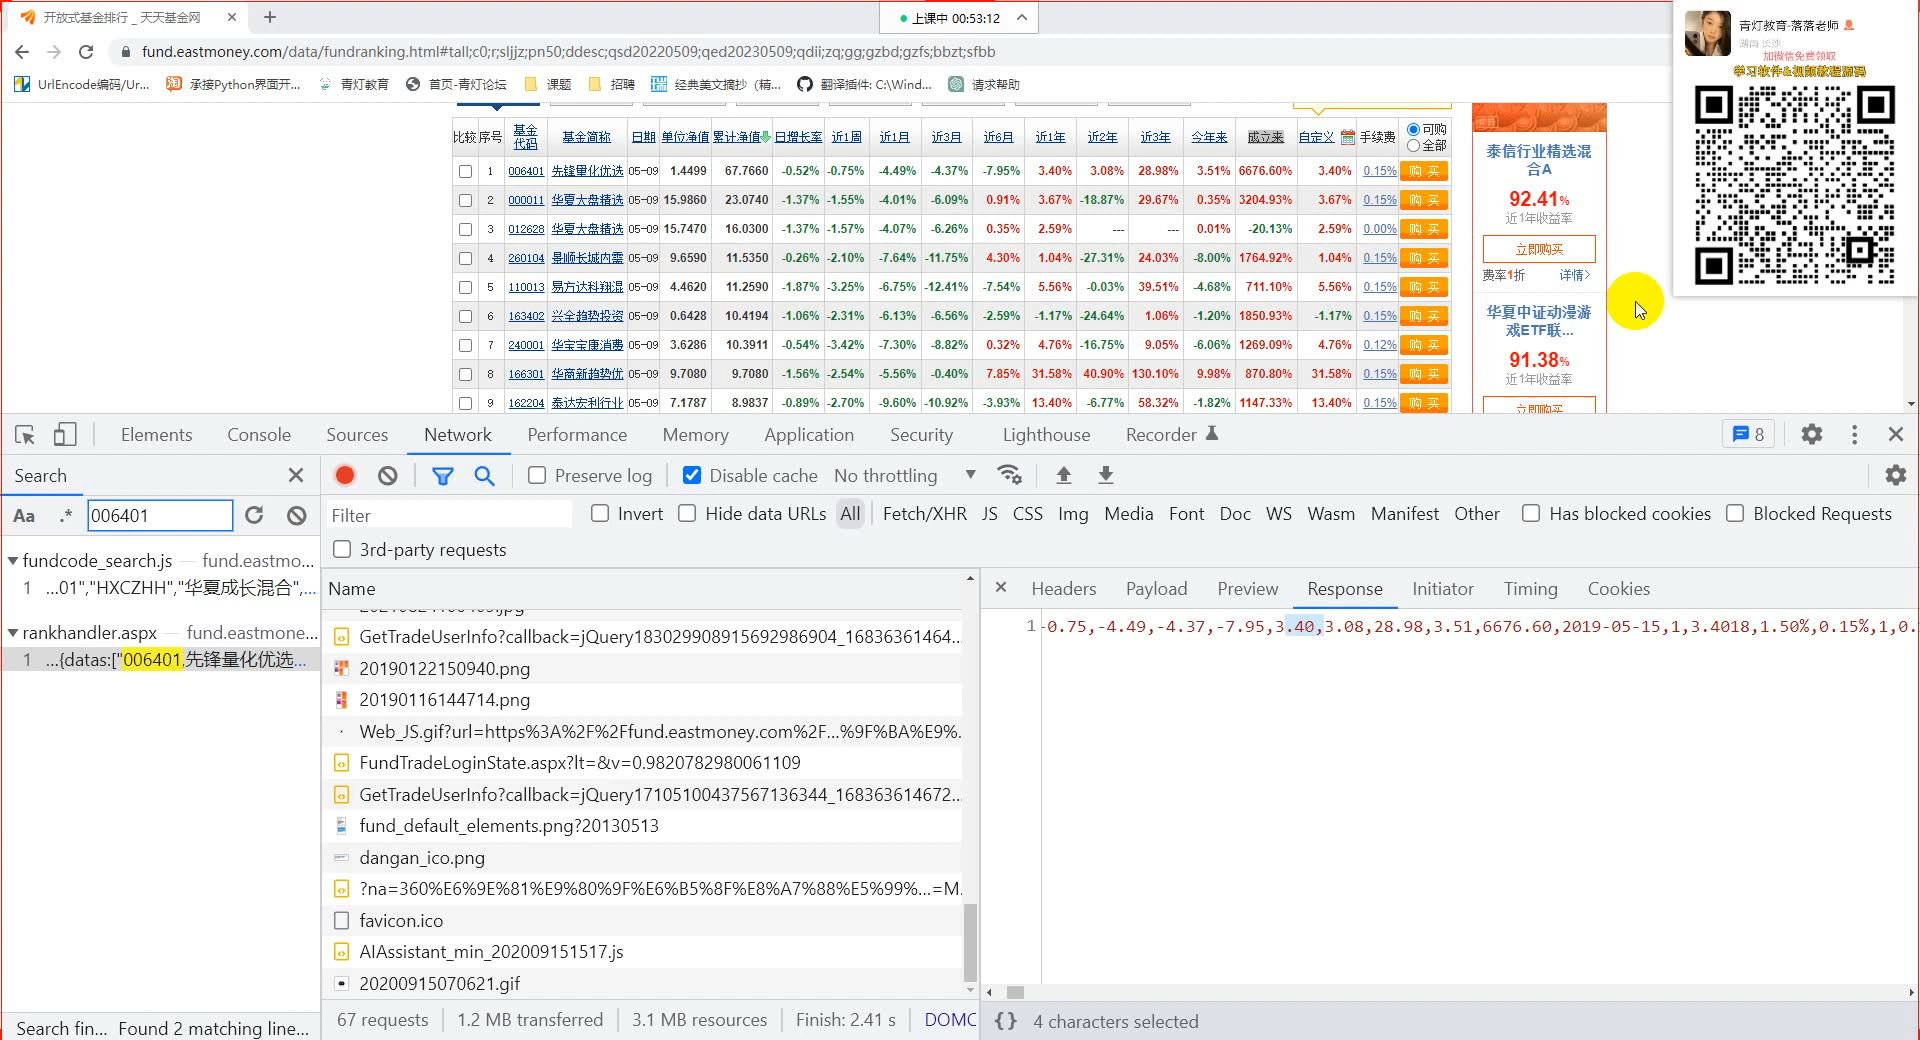 开放式基金排行 _ 天天基金网
上课中 00:53:12
fund.eastmoney.com/data/fundranking.html#tall;c0;r;sljjz;pn50;ddesc;qsd20220509;qed20230509;qdii;zq;gg;gzbd;gzfs;bbzt;sfbb
UrlEncode编码/Ur... 承接Python界面开... 青灯教育 首页-青灯论坛 课题 招聘 经典美文摘抄（精... 翻译插件: C:\Wind... 请求帮助
青灯教育-落落老师
湖南 长沙
加微信免费领取
学习软件&视频教程源码
比较 序号 基金代码 基金简称 日期 单位净值 累计净值 日增长率 近1周 近1月 近3月 近6月 近1年 近2年 近3年 今年来 成立来 自定义 手续费 可购 全部
1 006401 先锋量化优选 05-09 1.4499 67.7660 -0.52% -0.75% -4.49% -4.37% -7.95% 3.40% 3.08% 28.98% 3.51% 6676.60% 3.40% 0.15% 购 买
2 000011 华夏大盘精选 05-09 15.9860 23.0740 -1.37% -1.55% -4.01% -6.09% 0.91% 3.67% -18.87% 29.67% 0.35% 3204.93% 3.67% 0.15% 购 买
3 012628 华夏大盘精选 05-09 15.7470 16.0300 -1.37% -1.57% -4.07% -6.26% 0.35% 2.59% --- --- 0.01% -20.13% 2.59% 0.00% 购 买
4 260104 景顺长城内需 05-09 9.6590 11.5350 -0.26% -2.10% -7.64% -11.75% 4.30% 1.04% -27.31% 24.03% -8.00% 1764.92% 1.04% 0.15% 购 买
5 110013 易方达科翔混 05-09 4.4620 11.2590 -1.87% -3.25% -6.75% -12.41% -7.54% 5.56% -0.03% 39.51% -4.68% 711.10% 5.56% 0.15% 购 买
6 163402 兴全趋势投资 05-09 0.6428 10.4194 -1.06% -2.31% -6.13% -6.56% -2.59% -1.17% -24.64% 1.06% -1.20% 1850.93% -1.17% 0.15% 购 买
7 240001 华宝宝康消费 05-09 3.6286 10.3911 -0.54% -3.42% -7.30% -8.82% 0.32% 4.76% -16.75% 9.05% -6.06% 1269.09% 4.76% 0.12% 购 买
8 166301 华商新趋势优 05-09 9.7080 9.7080 -1.56% -2.54% -5.56% -0.40% 7.85% 31.58% 40.90% 130.10% 9.98% 870.80% 31.58% 0.15% 购 买
9 162204 泰达宏利行业 05-09 7.1787 8.9837 -0.89% -2.70% -9.60% -10.92% -3.93% 13.40% -6.77% 58.32% -1.82% 1147.33% 13.40% 0.15% 购 买
泰信行业精选混
合A
92.41%
近1年收益率
立即购买
费率1折 详情>
华夏中证动漫游
戏ETF联...
91.38%
近1年收益率
立即购买
Elements Console Sources Network Performance Memory Application Security Lighthouse Recorder 8
Search
Aa .* 006401
fundcode_search.js — fund.eastmo...
1 ...01","HXCZHH","华夏成长混合",...
rankhandler.aspx — fund.eastmone...
1 ...{datas:["006401,先锋量化优选...
Search fin... Found 2 matching line...
Preserve log Disable cache No throttling
Filter Invert Hide data URLs All Fetch/XHR JS CSS Img Media Font Doc WS Wasm Manifest Other Has blocked cookies Blocked Requests
3rd-party requests
Name
GetTradeUserInfo?callback=jQuery183029908915692986904_16836361464...
20190122150940.png
20190116144714.png
Web_JS.gif?url=https%3A%2F%2Ffund.eastmoney.com%2F...%9F%BA%E9%.
FundTradeLoginState.aspx?lt=&v=0.9820782980061109
GetTradeUserInfo?callback=jQuery17105100437567136344_168363614672...
fund_default_elements.png?20130513
dangan_ico.png
?na=360%E6%9E%81%E9%80%9F%E6%B5%8F%E8%A7%88%E5%99%...=M.
favicon.ico
AIAssistant_min_202009151517.js
20200915070621.gif
67 requests 1.2 MB transferred 3.1 MB resources Finish: 2.41 s DOMC
Headers Payload Preview Response Initiator Timing Cookies
1 -0.75,-4.49,-4.37,-7.95,3.40,3.08,28.98,3.51,6676.60,2019-05-15,1,3.4018,1.50%,0.15%,1,0.
{} 4 characters selected